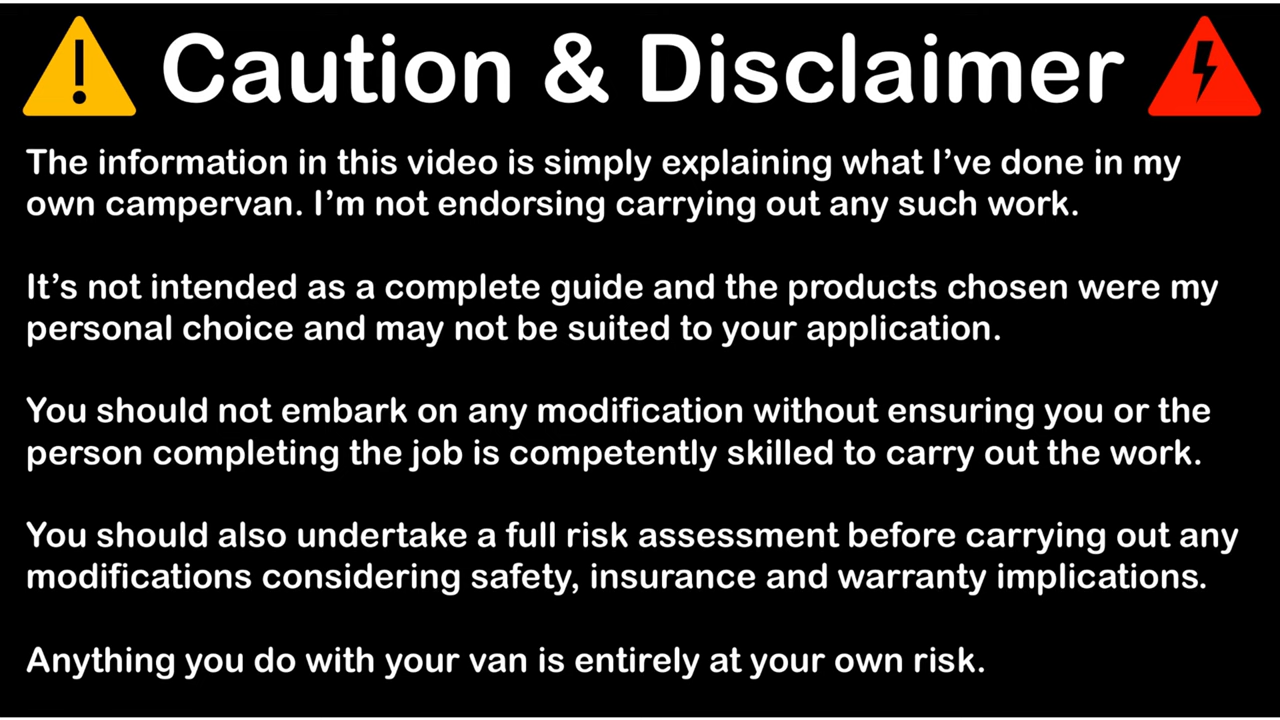 Caution & Disclaimer
The information in this video is simply explaining what I’ve done in my
own campervan. I’m not endorsing carrying out any such work.
It’s not intended as a complete guide and the products chosen were my
personal choice and may not be suited to your application.
You should not embark on any modification without ensuring you or the
person completing the job is competently skilled to carry out the work.
You should also undertake a full risk assessment before carrying out any
modifications considering safety, insurance and warranty implications.
Anything you do with your van is entirely at your own risk.